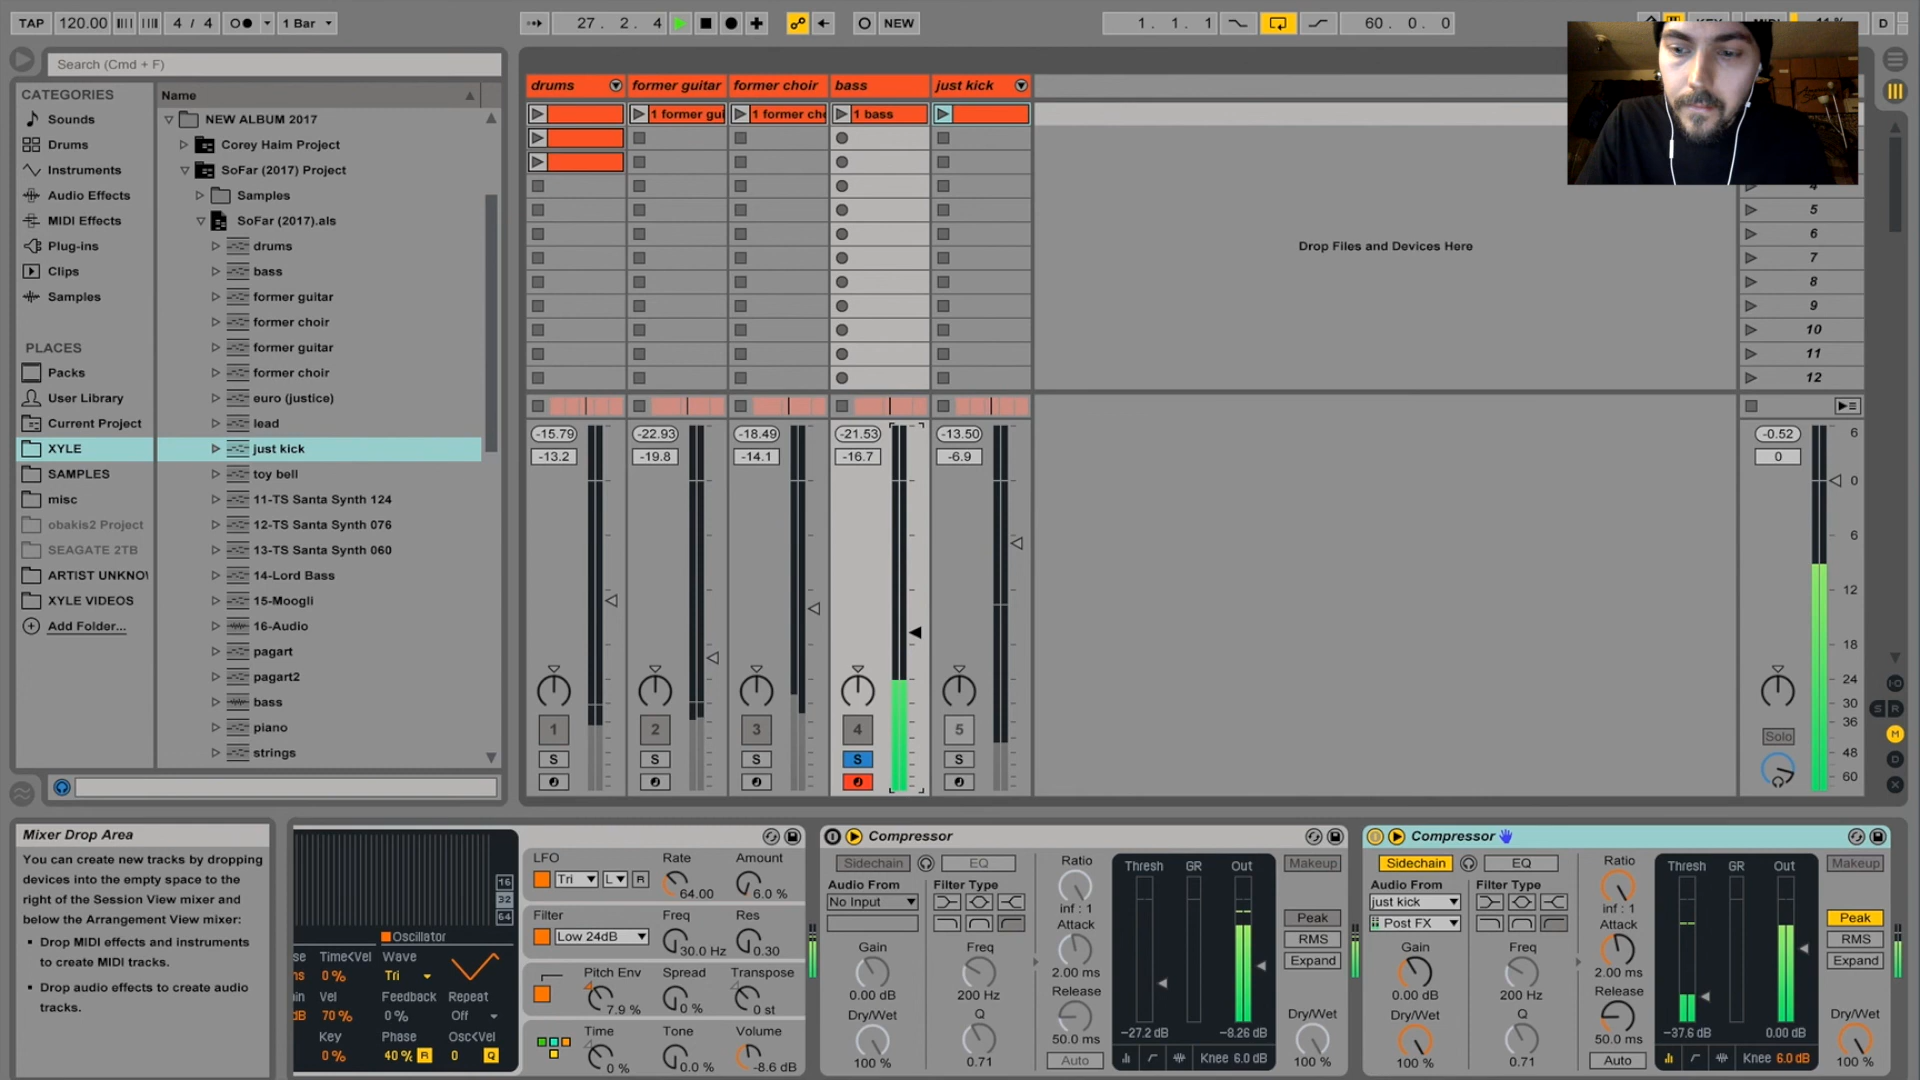 TAP 120.00 4 / 4 1 Bar 27. 2. 4 NEW 1. 1. 1 60. 0. 0 D
Search (Cmd + F)
CATEGORIES
Sounds
Drums
Instruments
Audio Effects
MIDI Effects
Plug-ins
Clips
Samples
PLACES
Packs
User Library
Current Project
XYLE
SAMPLES
misc
obakis2 Project
SEAGATE 2TB
ARTIST UNKNOW
XYLE VIDEOS
Add Folder...
Name
NEW ALBUM 2017
Corey Haim Project
SoFar (2017) Project
Samples
SoFar (2017).als
drums
bass
former guitar
former choir
former guitar
former choir
euro (justice)
lead
just kick
toy bell
11-TS Santa Synth 124
12-TS Santa Synth 076
13-TS Santa Synth 060
14-Lord Bass
15-Moogli
16-Audio
pagart
pagart2
bass
piano
strings
drums former guitar former choir bass just kick
1 former gui 1 former cho 1 bass
Drop Files and Devices Here
4
5
6
7
8
9
10
11
12
-15.79 -22.93 -18.49 -21.53 -13.50 -0.52
-13.2 -19.8 -14.1 -16.7 -6.9 0
6
0
6
12
18
24
30
36
48
60
1 2 3 4 5
S S S S S
Solo
S R
M
D
X
Mixer Drop Area
You can create new tracks by dropping
devices into the empty space to the
right of the Session View mixer and
below the Arrangement View mixer:
Drop MIDI effects and instruments
to create MIDI tracks.
Drop audio effects to create audio
tracks.
16
32
64
Oscillator
Time<Vel Wave
0 % Tri
Vel Feedback Repeat
70 % 0 % Off
Key Phase Osc<Vel
0 % 40 % R 0 Q
LFO Rate Amount
Tri L R 64.00 6.0 %
Filter Freq Res
Low 24dB 30.0 Hz 0.30
Pitch Env Spread Transpose
7.9 % 0 % 0 st
Time Tone Volume
0 % 0.0 % -8.6 dB
Compressor
Sidechain EQ
Audio From Filter Type
No Input
Gain Freq
0.00 dB 200 Hz
Dry/Wet Q
100 % 0.71
Ratio
inf : 1
Attack
2.00 ms
Release
50.0 ms
Auto
Thresh GR Out
-27.2 dB -8.26 dB
Knee 6.0 dB
Makeup
Peak
RMS
Expand
Dry/Wet
100 %
Compressor
Sidechain EQ
Audio From Filter Type
just kick
Post FX
Gain Freq
0.00 dB 200 Hz
Dry/Wet Q
100 % 0.71
Ratio
inf : 1
Attack
2.00 ms
Release
50.0 ms
Auto
Thresh GR Out
-37.6 dB 0.00 dB
Knee 6.0 dB
Makeup
Peak
RMS
Expand
Dry/Wet
100 %